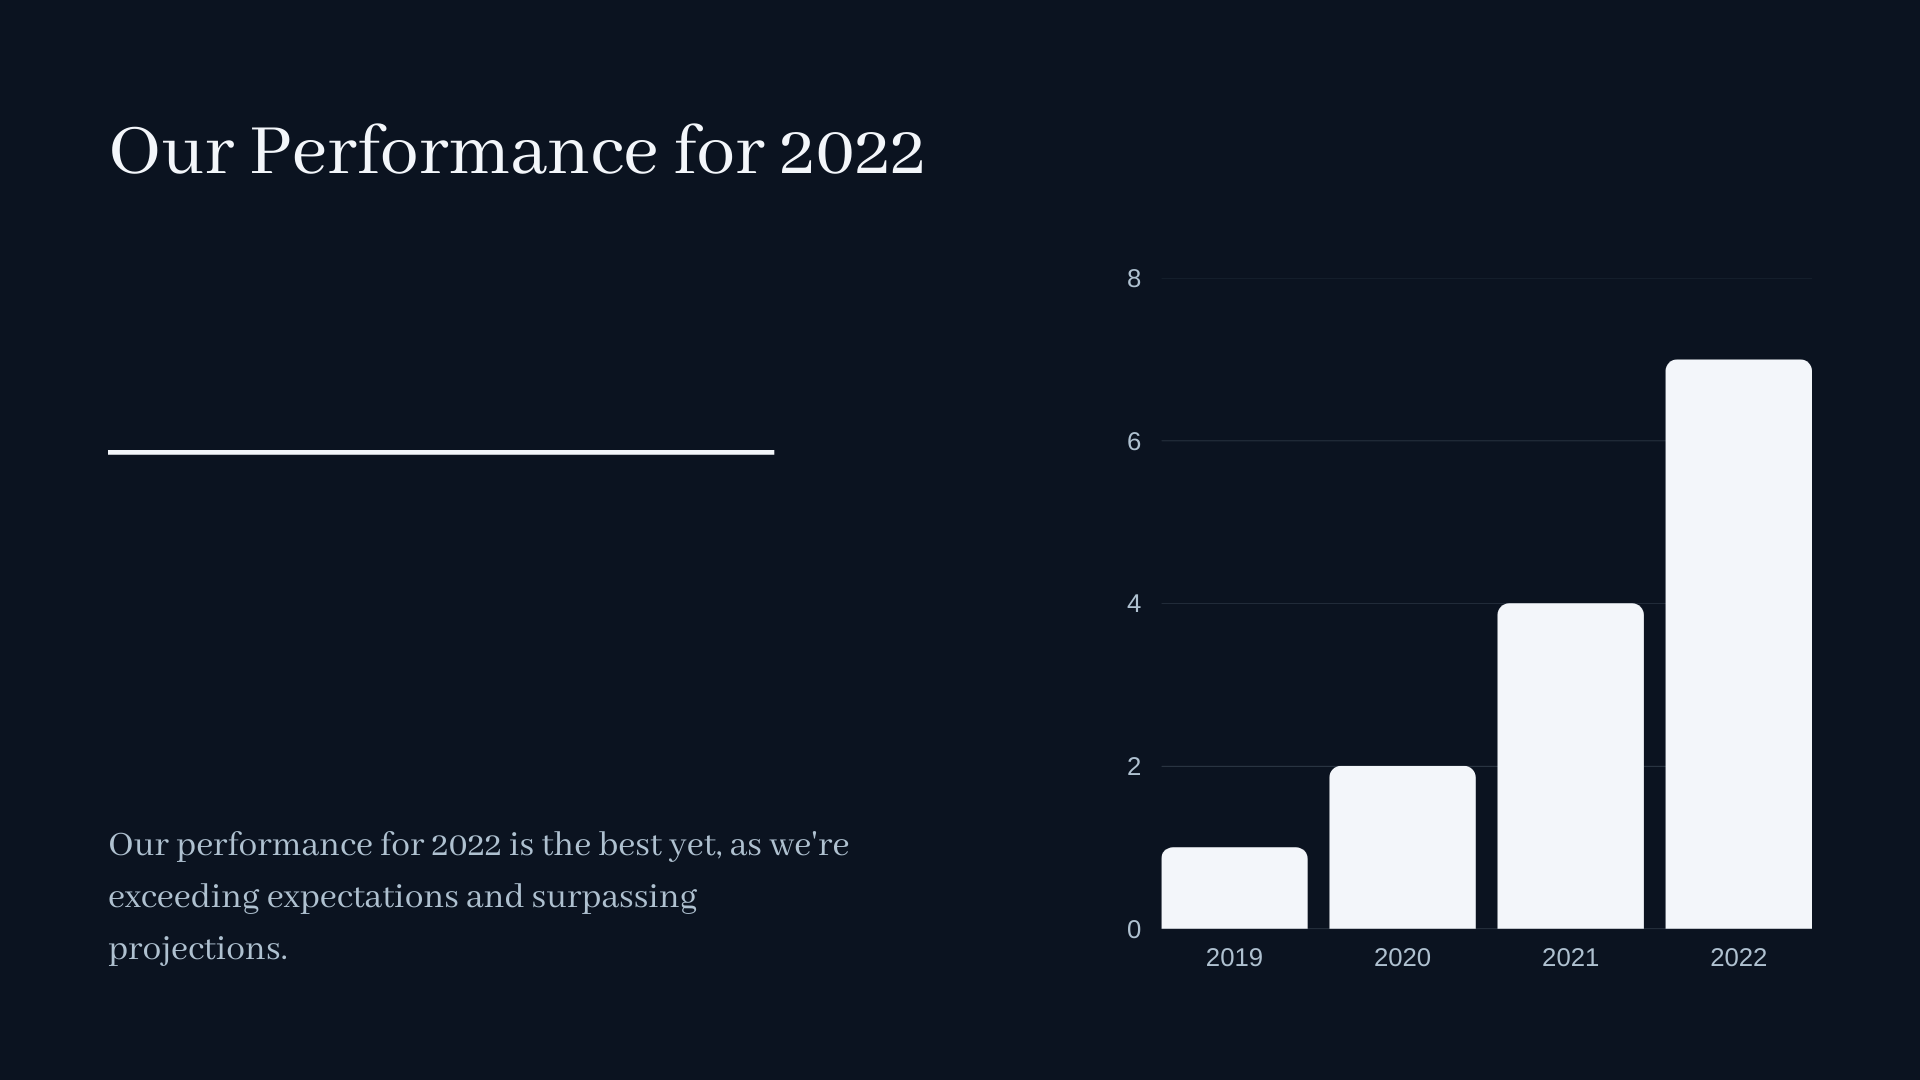 Our Performance for 2022
Our performance for 2022 is the best yet, as we're
exceeding expectations and surpassing
projections.
8
6
4
2
0
2019 2020 2021 2022